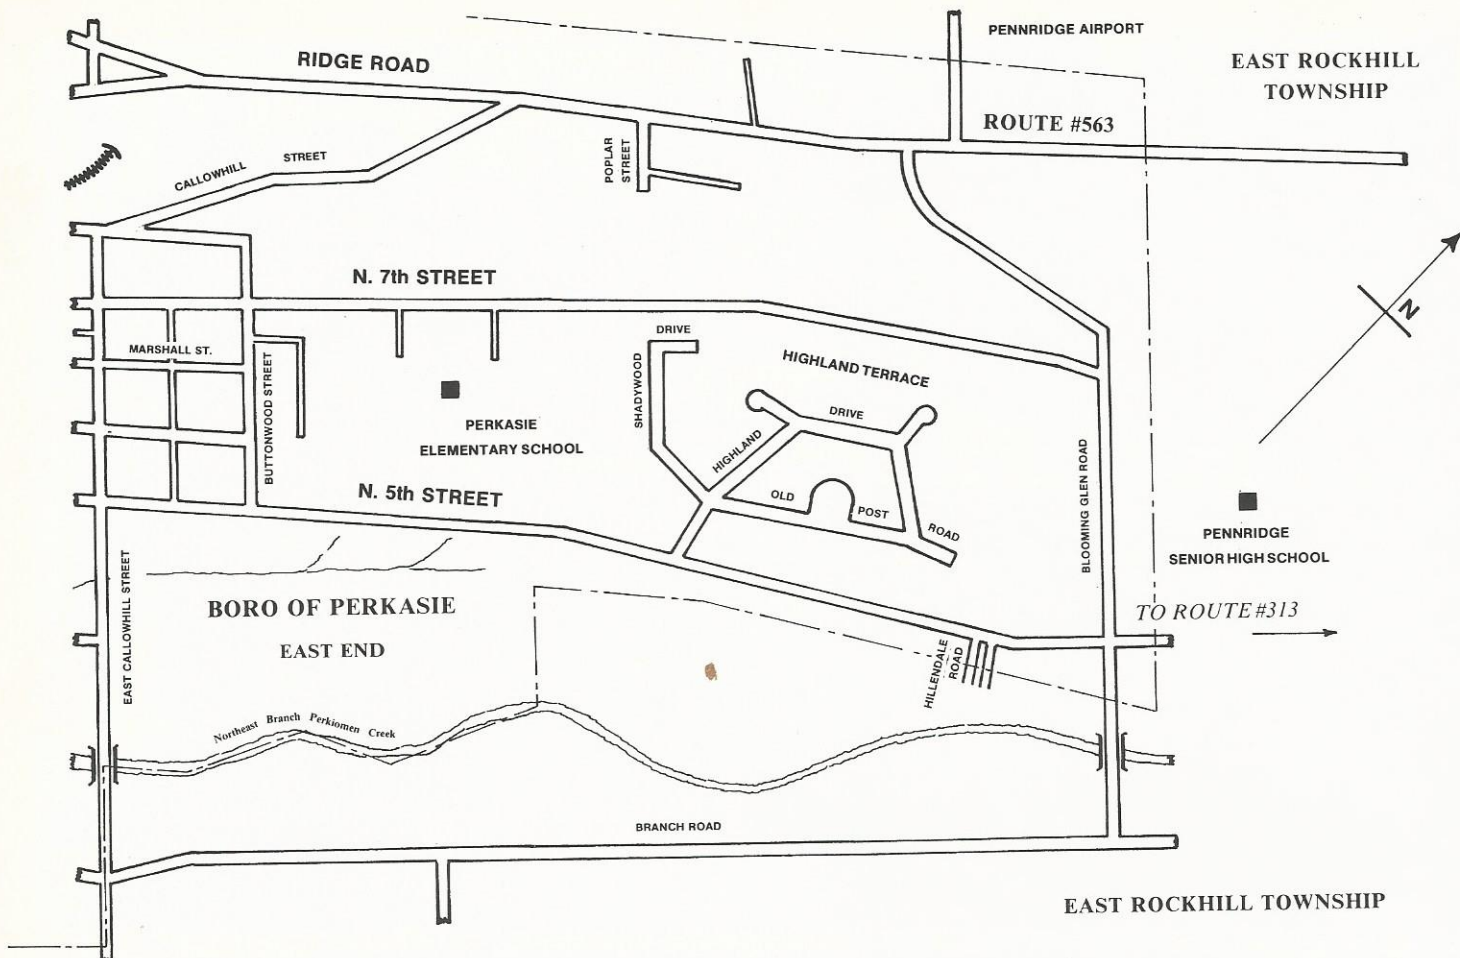 PENNRIDGE AIRPORT
EAST ROCKHILL
TOWNSHIP
RIDGE ROAD
ROUTE #563
POPLAR
STREET
CALLOWHILL STREET
N. 7th STREET
N
MARSHALL ST.
BUTTONWOOD STREET
DRIVE
SHADYWOOD
HIGHLAND TERRACE
PERKASIE
ELEMENTARY SCHOOL
HIGHLAND DRIVE
N. 5th STREET
OLD POST ROAD
BLOOMING GLEN ROAD
PENNRIDGE
SENIOR HIGH SCHOOL
EAST CALLOWHILL STREET
BORO OF PERKASIE
EAST END
TO ROUTE #313
HILLENDALE
ROAD
Northeast Branch Perkiomen Creek
BRANCH ROAD
EAST ROCKHILL TOWNSHIP